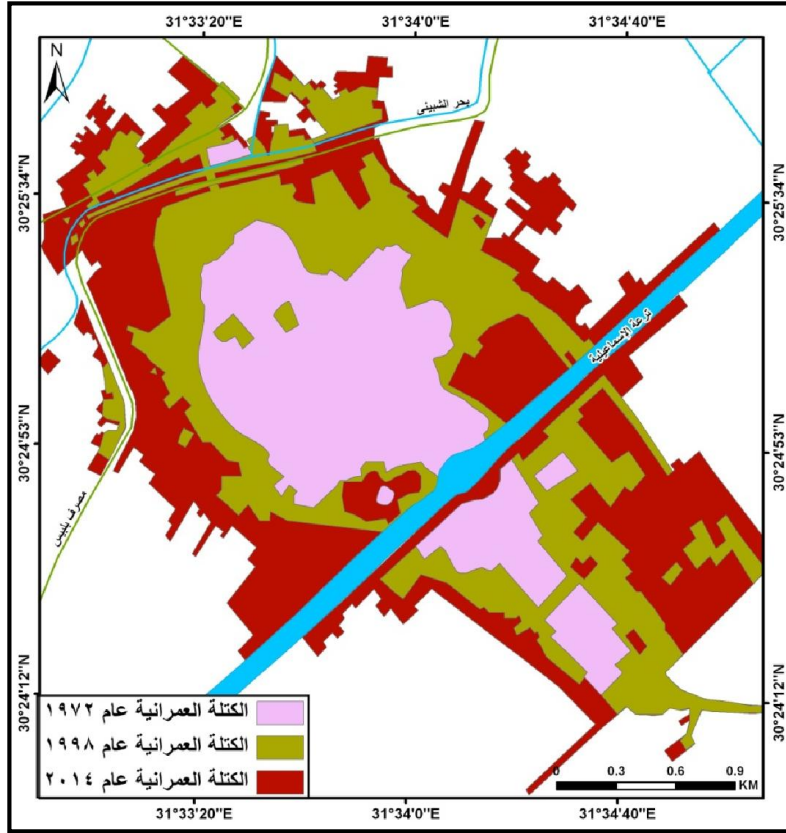 31°33'20"E 31°34'0"E 31°34'40"E
N
بحر الشبينى
30°25'34"N 30°25'34"N
ترعة الاسماعيلية
30°24'53"N 30°24'53"N
مصرف بلبيس
30°24'12"N 30°24'12"N
الكتلة العمرانية عام ١٩٧٢
الكتلة العمرانية عام ١٩٩٨
الكتلة العمرانية عام ٢٠١٤
0 0.3 0.6 0.9
KM
31°33'20"E 31°34'0"E 31°34'40"E